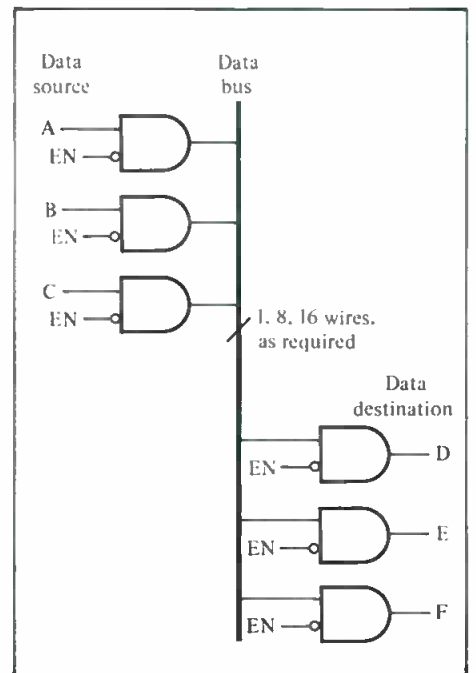 Data
source
Data
bus
A
EN
B
EN
C
EN
1, 8, 16 wires,
as required
Data
destination
EN
D
EN
E
EN
F